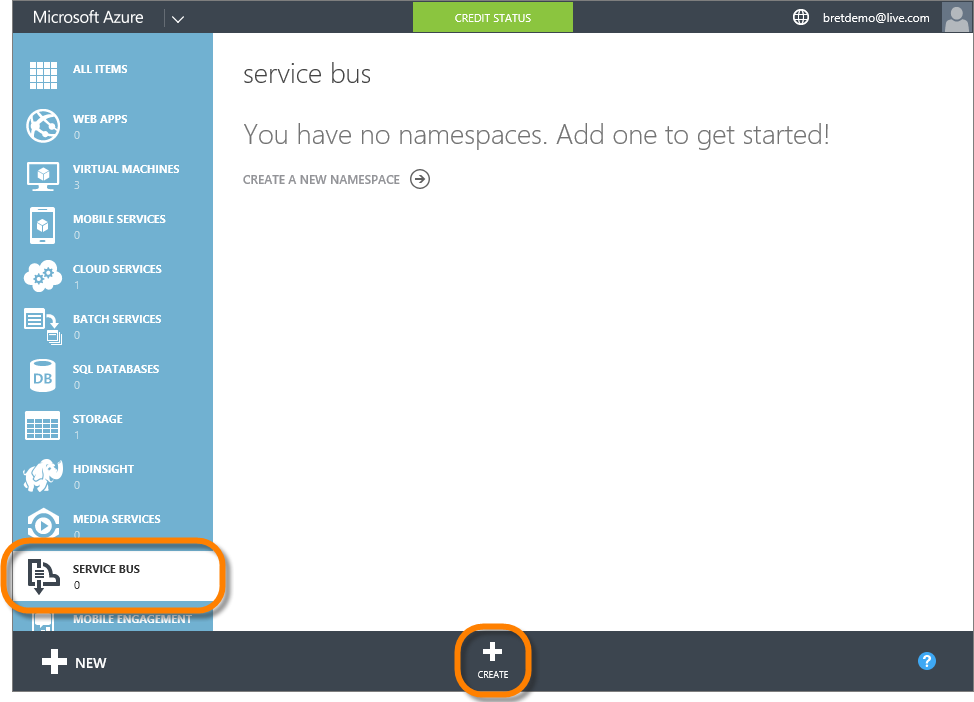 Microsoft Azure
CREDIT STATUS
bretdemo@live.com
ALL ITEMS
WEB APPS
0
VIRTUAL MACHINES
3
MOBILE SERVICES
0
CLOUD SERVICES
1
BATCH SERVICES
0
DB
SQL DATABASES
0
STORAGE
1
HDINSIGHT
0
MEDIA SERVICES
0
SERVICE BUS
0
MOBILE ENGAGEMENT
service bus
You have no namespaces. Add one to get started!
CREATE A NEW NAMESPACE
NEW
CREATE
?